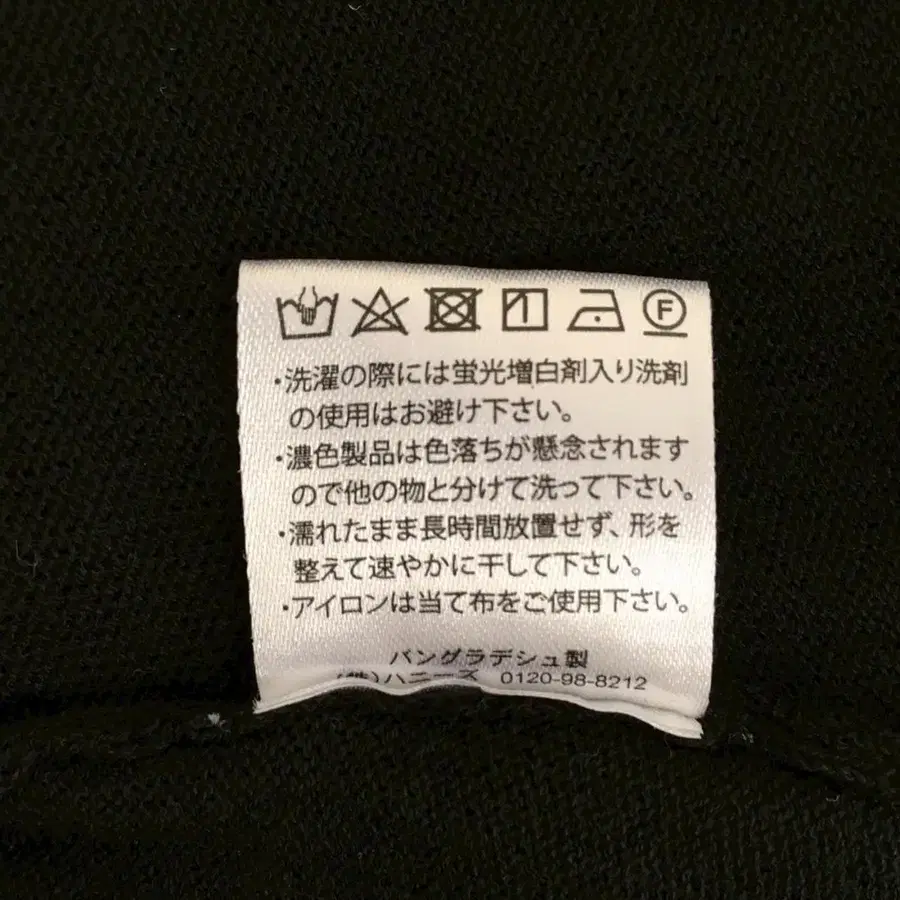 F
・洗濯の際には蛍光増白剤入り洗剤
の使用はお避け下さい。
・濃色製品は色落ちが懸念されます
ので他の物と分けて洗って下さい。
・濡れたまま長時間放置せず、形を
整えて速やかに干して下さい。
・アイロンは当て布をご使用下さい。
バングラデシュ製
(株)ハニーズ 0120-98-8212